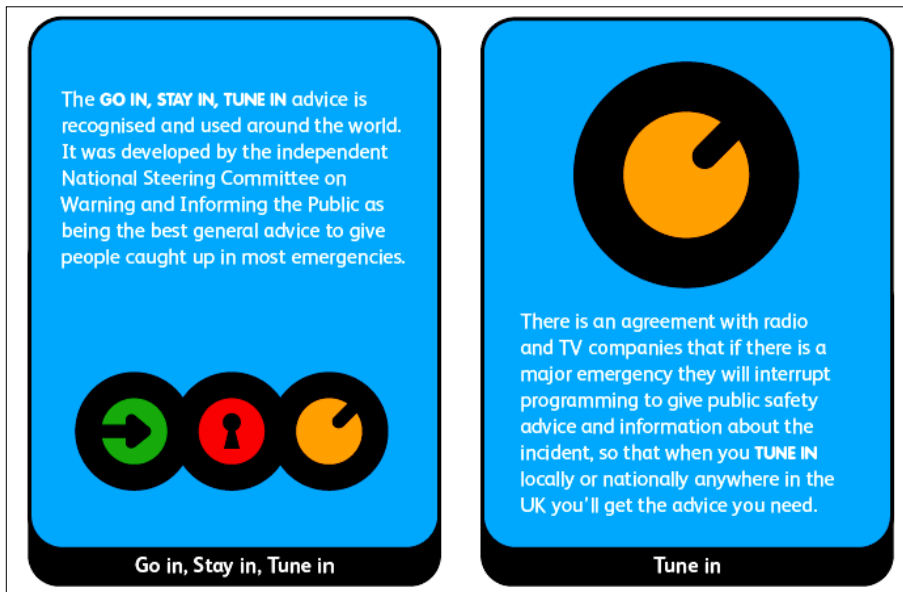 The GO IN, STAY IN, TUNE IN advice is
recognised and used around the world.
It was developed by the independent
National Steering Committee on
Warning and Informing the Public as
being the best general advice to give
people caught up in most emergencies.
Go in, Stay in, Tune in
There is an agreement with radio
and TV companies that if there is a
major emergency they will interrupt
programming to give public safety
advice and information about the
incident, so that when you TUNE IN
locally or nationally anywhere in the
UK you'll get the advice you need.
Tune in